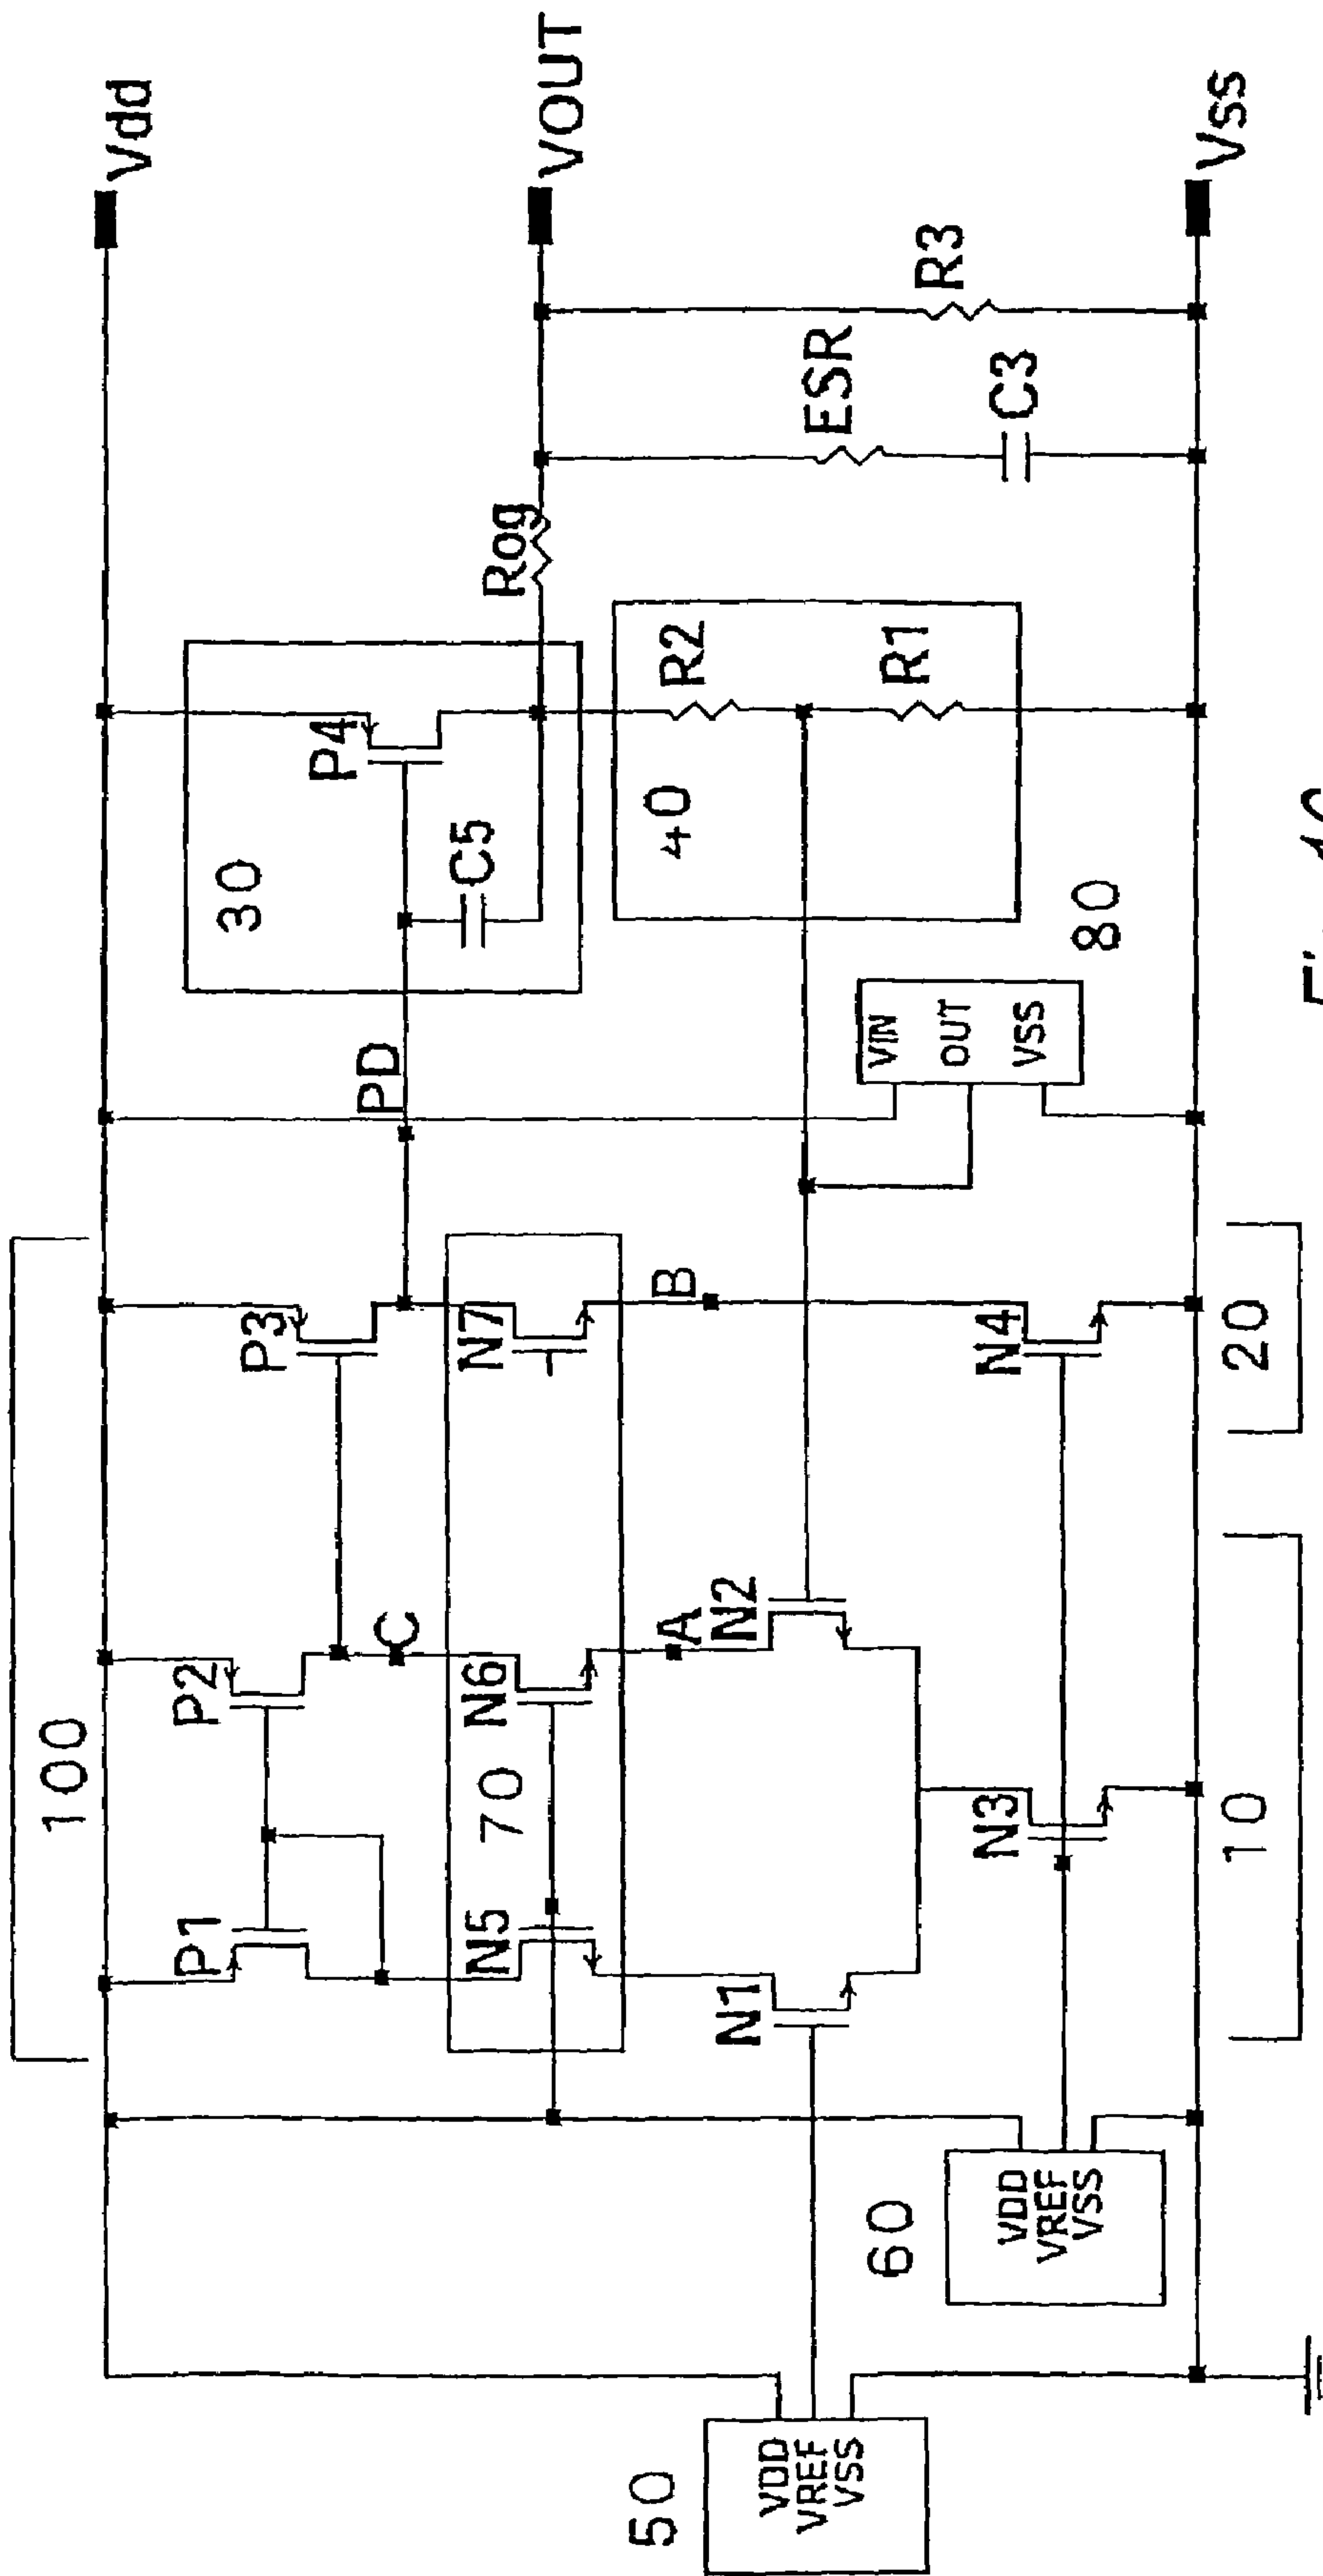 100
Vdd
P1
P2
P3
P4
30
C5
PD
C
Rog
VOUT
N5
70
N6
N7
A
B
N1
N2
40
R2
R1
ESR
C3
R3
50
VDD
VREF
VSS
60
VDD
VREF
VSS
N3
N4
VIN
OUT
VSS
80
Vss
10
20